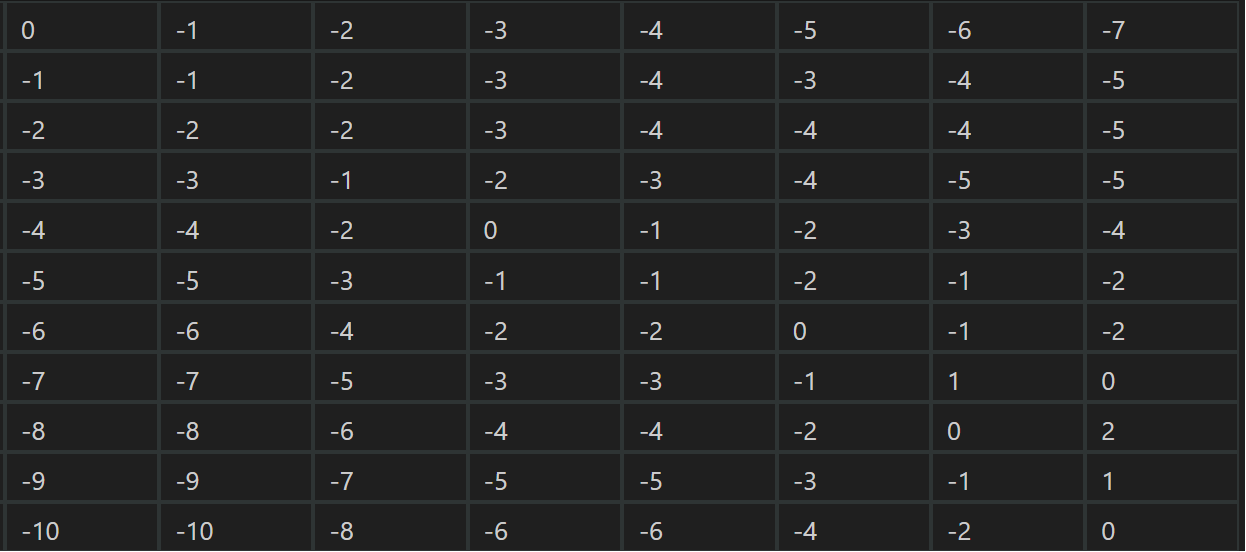 0 -1 -2 -3 -4 -5 -6 -7
-1 -1 -2 -3 -4 -3 -4 -5
-2 -2 -2 -3 -4 -4 -4 -5
-3 -3 -1 -2 -3 -4 -5 -5
-4 -4 -2 0 -1 -2 -3 -4
-5 -5 -3 -1 -1 -2 -1 -2
-6 -6 -4 -2 -2 0 -1 -2
-7 -7 -5 -3 -3 -1 1 0
-8 -8 -6 -4 -4 -2 0 2
-9 -9 -7 -5 -5 -3 -1 1
-10 -10 -8 -6 -6 -4 -2 0